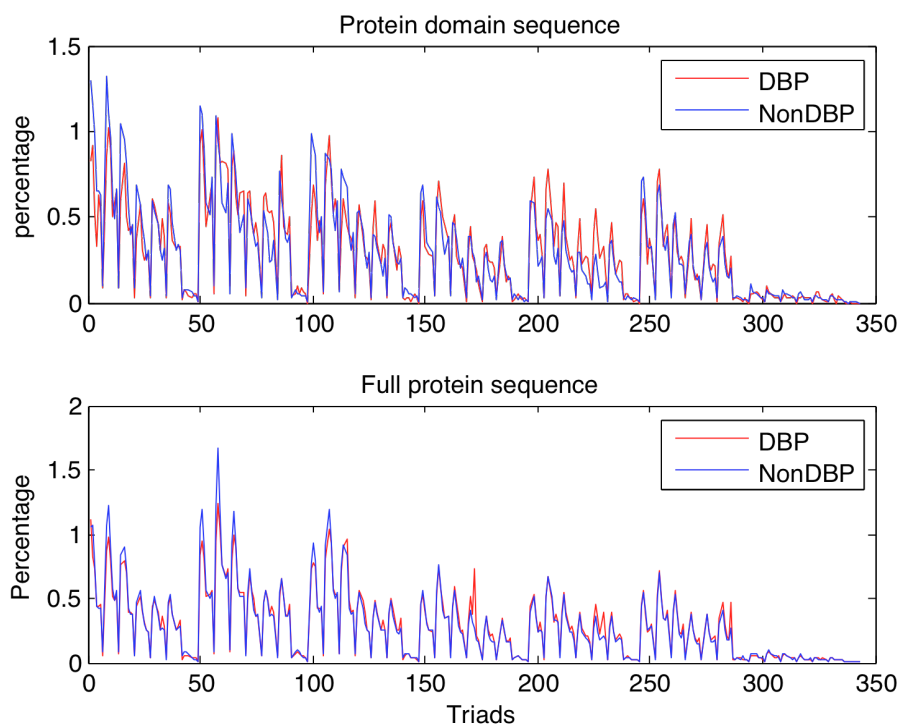 Protein domain sequence
1.5
1
0.5
0
percentage
DBP
NonDBP
0 50 100 150 200 250 300 350
Full protein sequence
2
1.5
1
0.5
0
Percentage
DBP
NonDBP
0 50 100 150 200 250 300 350
Triads